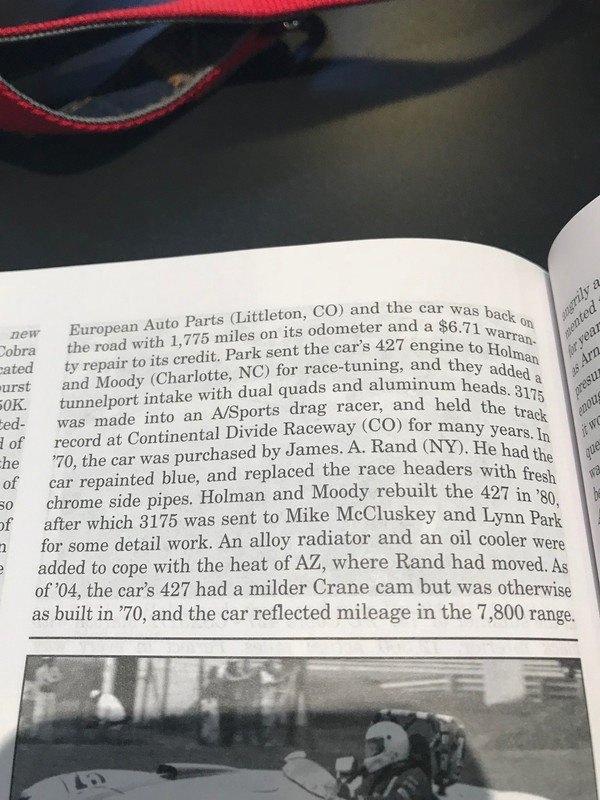 new
Cobra
European Auto Parts (Littleton, CO) and the car was back on
the road with 1,775 miles on its odometer and a $6.71 warran-
ty repair to its credit. Park sent the car's 427 engine to Holman
and Moody (Charlotte, NC) for race-tuning, and they added a
tunnelport intake with dual quads and aluminum heads. 3175
was made into an A/Sports drag racer, and held the track
record at Continental Divide Raceway (CO) for many years. In
'70, the car was purchased by James. A. Rand (NY). He had the
car repainted blue, and replaced the race headers with fresh
chrome side pipes. Holman and Moody rebuilt the 427 in '80,
after which 3175 was sent to Mike McCluskey and Lynn Park
for some detail work. An alloy radiator and an oil cooler were
added to cope with the heat of AZ, where Rand had moved. As
of '04, the car's 427 had a milder Crane cam but was otherwise
as built in '70, and the car reflected mileage in the 7,800 range.